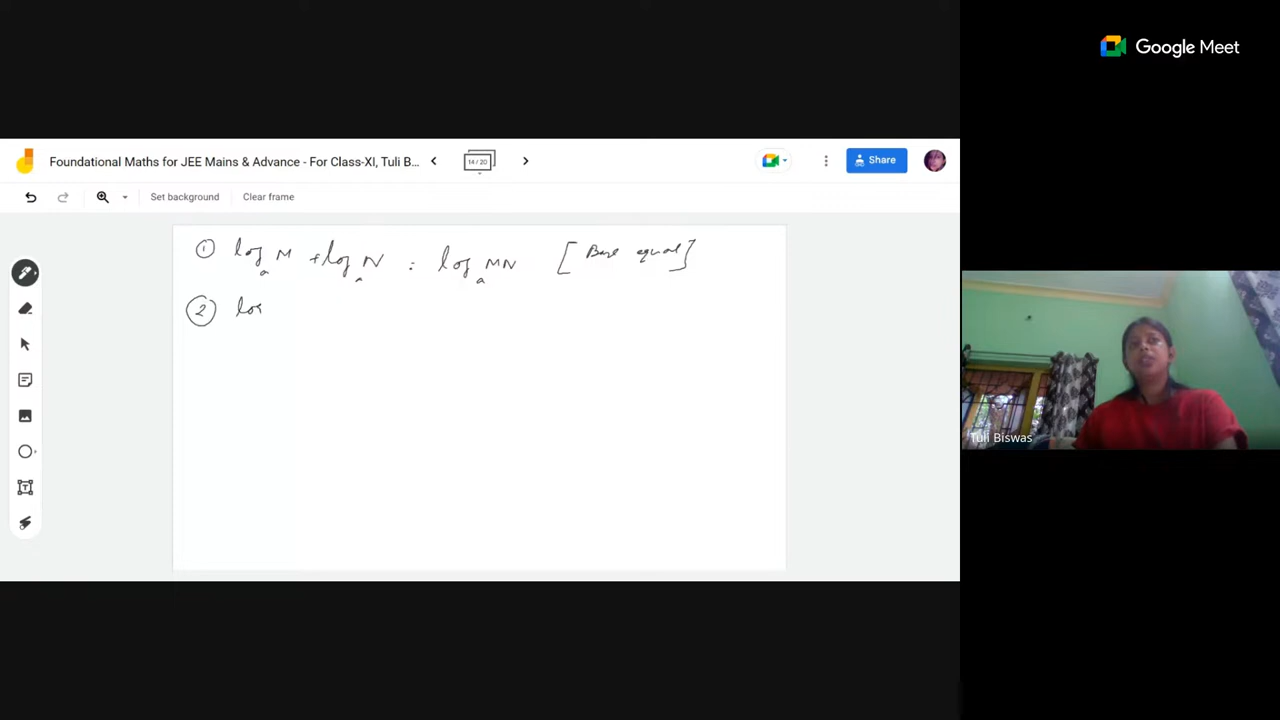 Google Meet
Foundational Maths for JEE Mains & Advance - For Class-XI, Tuli B...
14 / 20
Share
Set background
Clear frame
① log_a M + log_a N = log_a MN [Base equal]
② log
Tuli Biswas